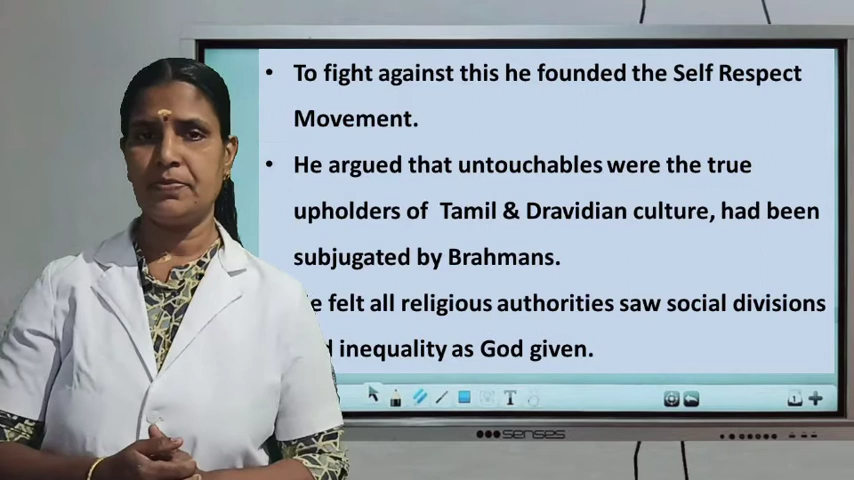 • To fight against this he founded the Self Respect
Movement.
• He argued that untouchables were the true
upholders of Tamil & Dravidian culture, had been
subjugated by Brahmans.
felt all religious authorities saw social divisions
inequality as God given.
T
1
senses